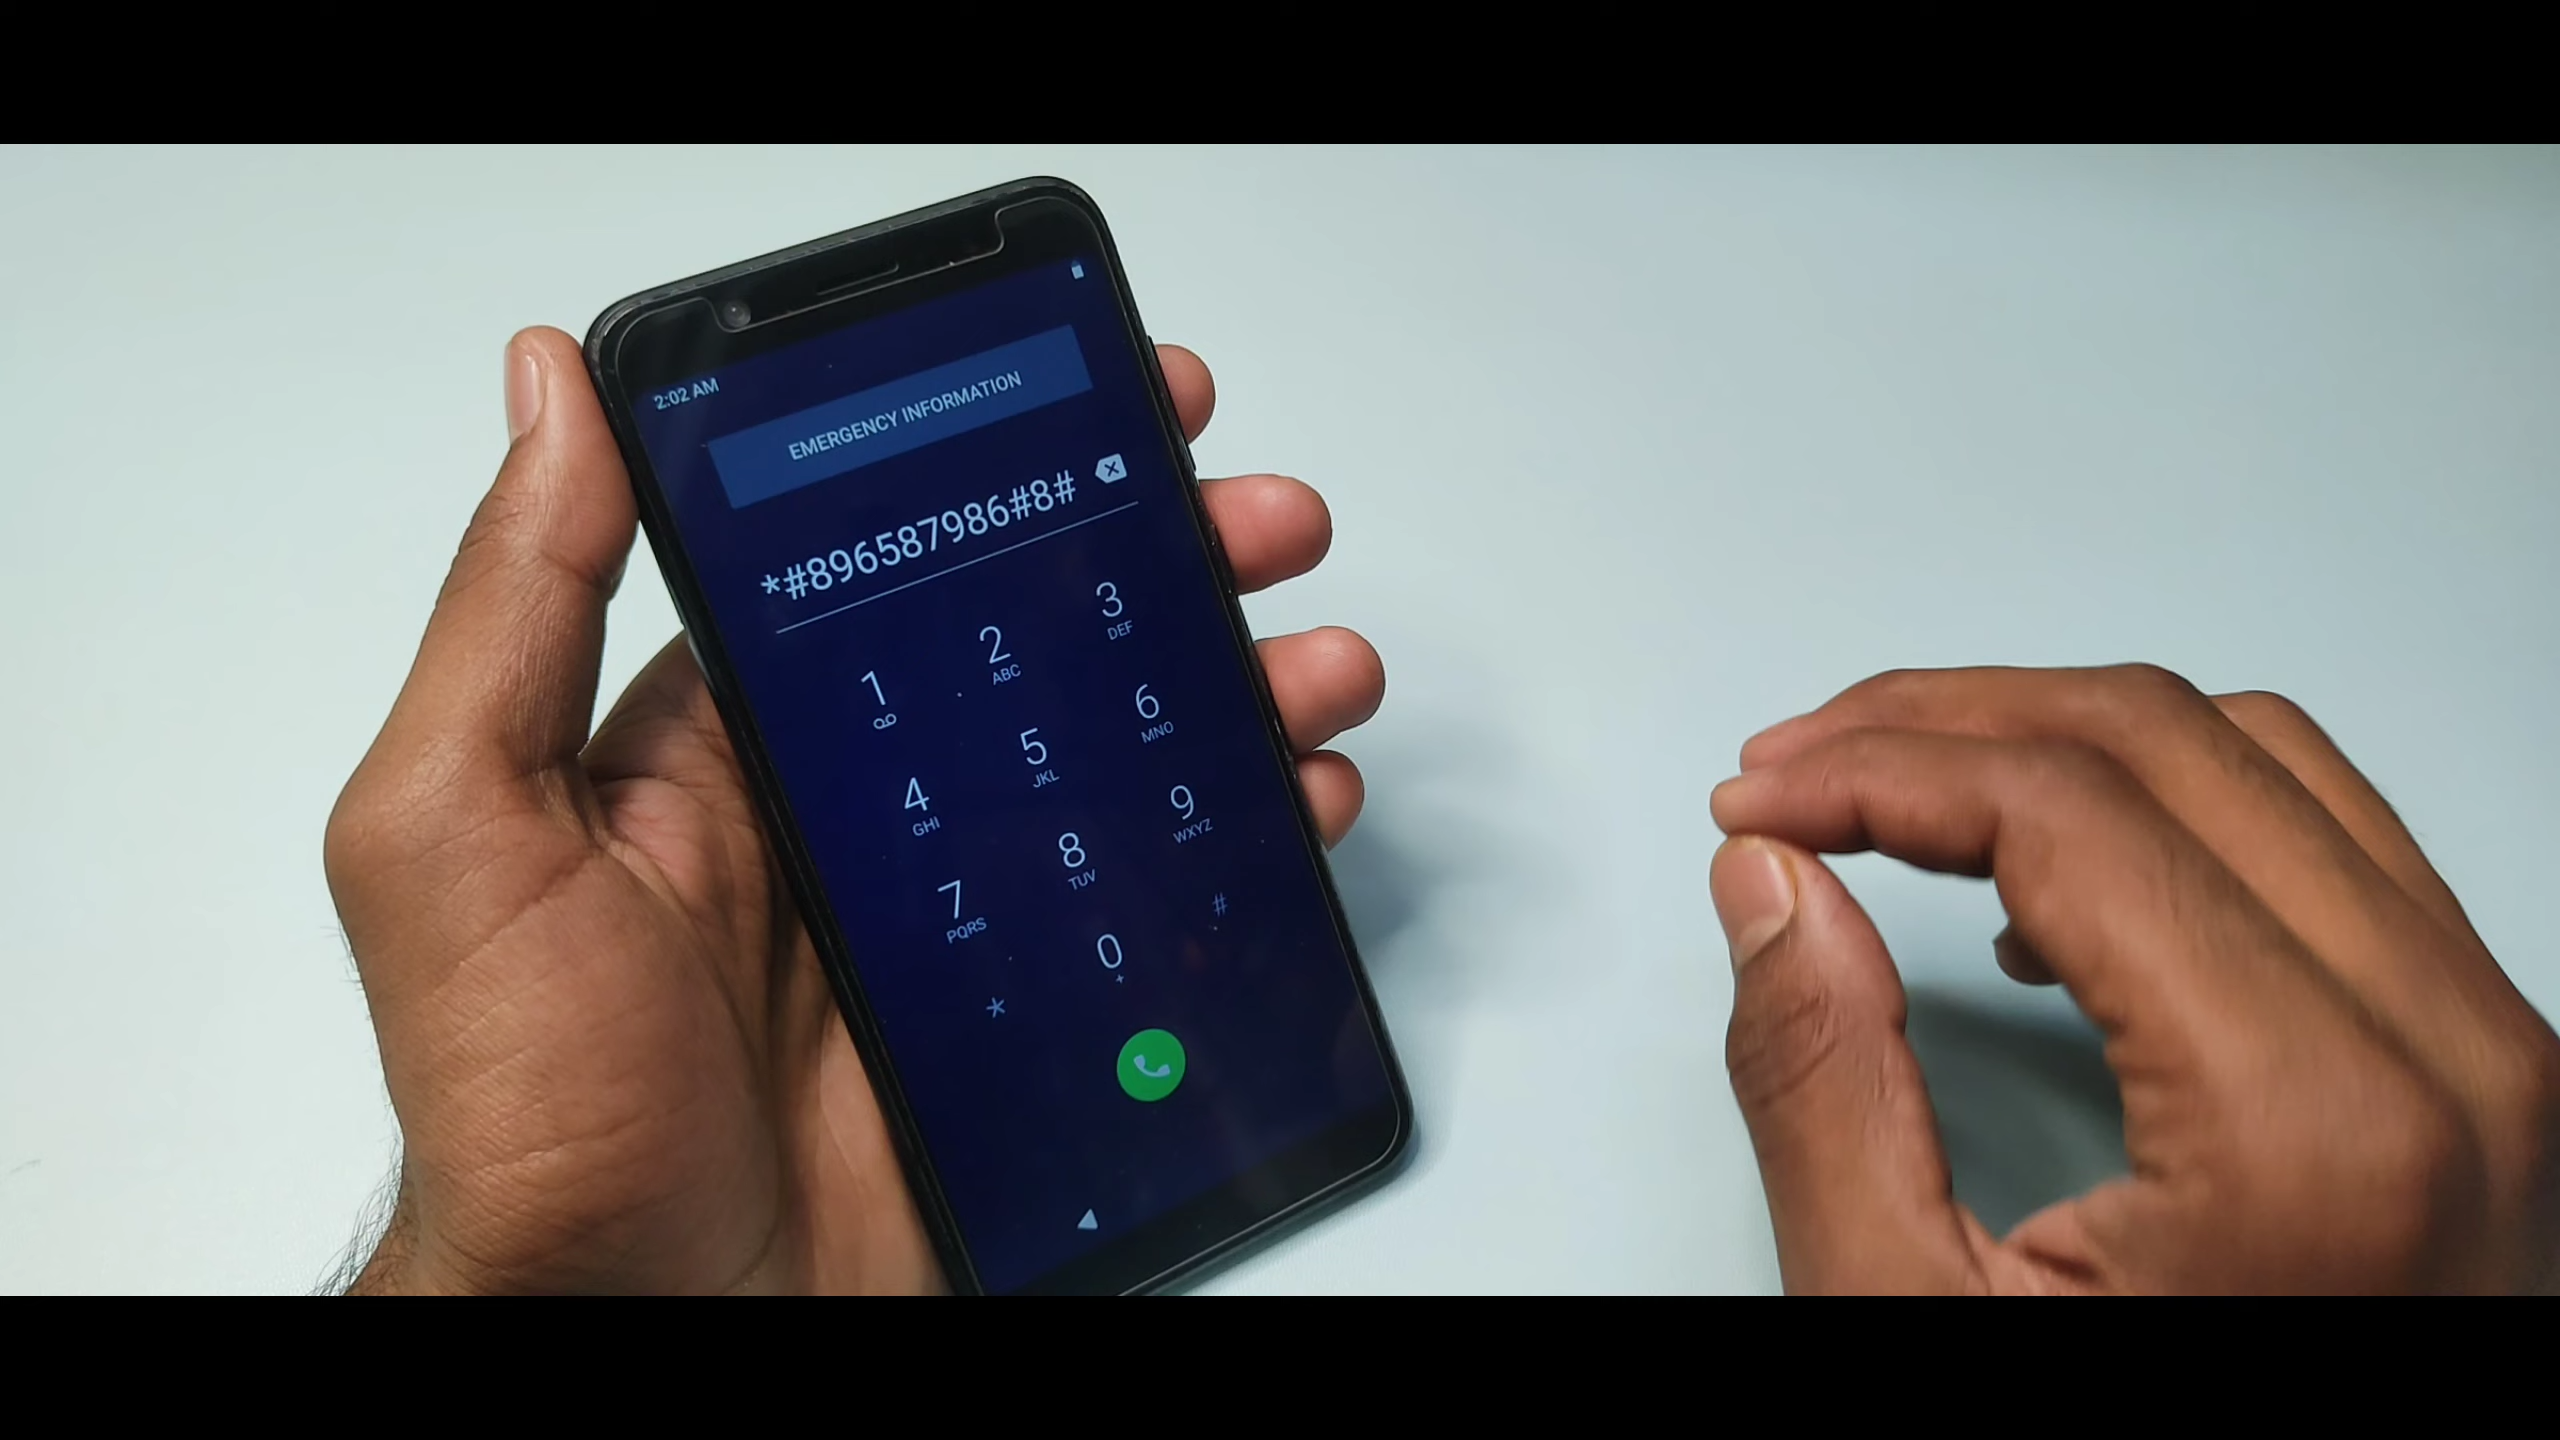 2:02 AM
EMERGENCY INFORMATION
*#896587986#8#
1 2 ABC 3 DEF
4 GHI 5 JKL 6 MNO
7 PQRS 8 TUV 9 WXYZ
* 0 + #